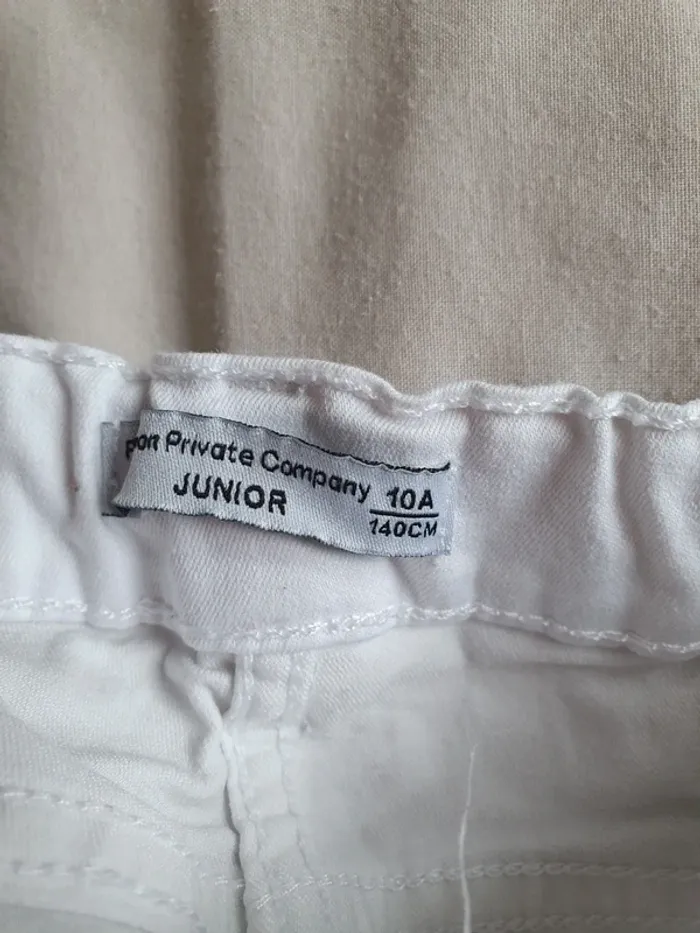 Private Company
JUNIOR
10A
140CM